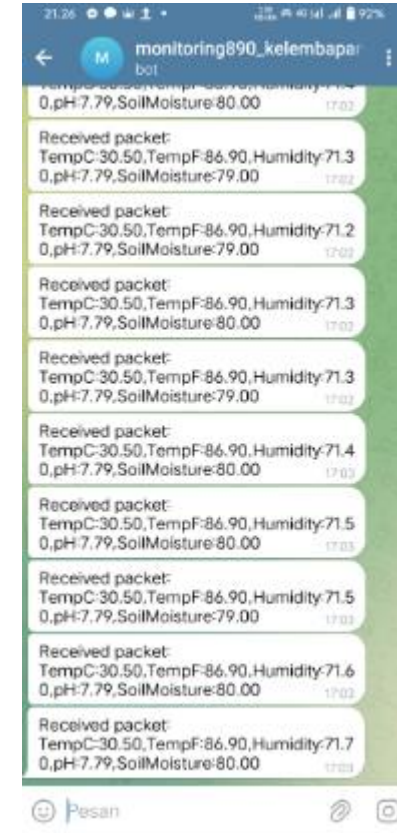 21.26
92%
M
monitoring890_kelembapar
bot
0,pH:7.79,SoilMoisture:80.00
17.02
Received packet:
TempC:30.50,TempF:86.90,Humidity:71.3
0,pH:7.79,SoilMoisture:79.00
17.02
Received packet:
TempC:30.50,TempF:86.90,Humidity:71.2
0,pH:7.79,SoilMoisture:79.00
17.02
Received packet:
TempC:30.50,TempF:86.90,Humidity:71.3
0,pH:7.79,SoilMoisture:80.00
17.02
Received packet:
TempC:30.50,TempF:86.90,Humidity:71.3
0,pH:7.79,SoilMoisture:79.00
17.02
Received packet:
TempC:30.50,TempF:86.90,Humidity:71.4
0,pH:7.79,SoilMoisture:80.00
17.03
Received packet:
TempC:30.50,TempF:86.90,Humidity:71.5
0,pH:7.79,SoilMoisture:80.00
17.03
Received packet:
TempC:30.50,TempF:86.90,Humidity:71.5
0,pH:7.79,SoilMoisture:79.00
17.03
Received packet:
TempC:30.50,TempF:86.90,Humidity:71.6
0,pH:7.79,SoilMoisture:80.00
17.03
Received packet:
TempC:30.50,TempF:86.90,Humidity:71.7
0,pH:7.79,SoilMoisture:80.00
17.03
Pesan